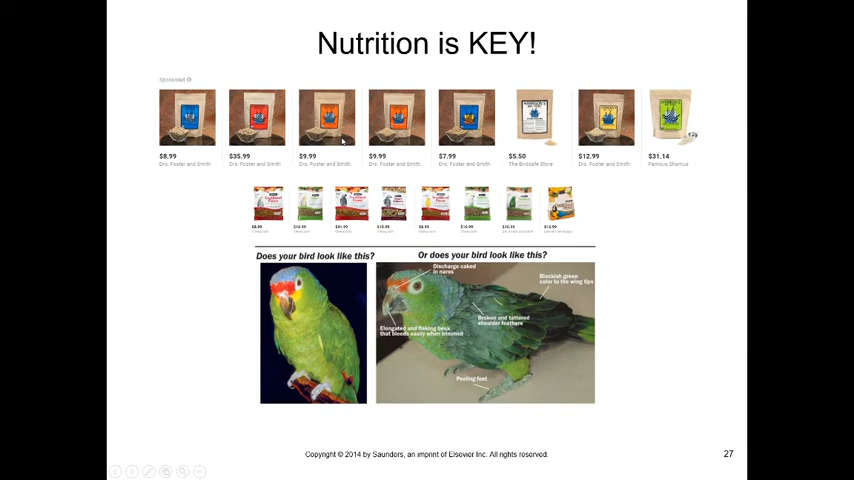 Nutrition is KEY!
Sponsored
$8.99
Drs. Foster and Smith
$35.99
Drs. Foster and Smith
$9.99
Drs. Foster and Smith
$9.99
Drs. Foster and Smith
$7.99
Drs. Foster and Smith
$5.50
The Birdsafe Store
$12.99
Drs. Foster and Smith
$31.14
Famous Shamus
Does your bird look like this?
Or does your bird look like this?
Discharge caked
in nares
Blackish green
color to the wing tips
Elongated and flaking beak
that bleeds easily when trimmed
Broken and tattered
shoulder feathers
Peeling feet
Copyright © 2014 by Saunders, an imprint of Elsevier Inc. All rights reserved.
27